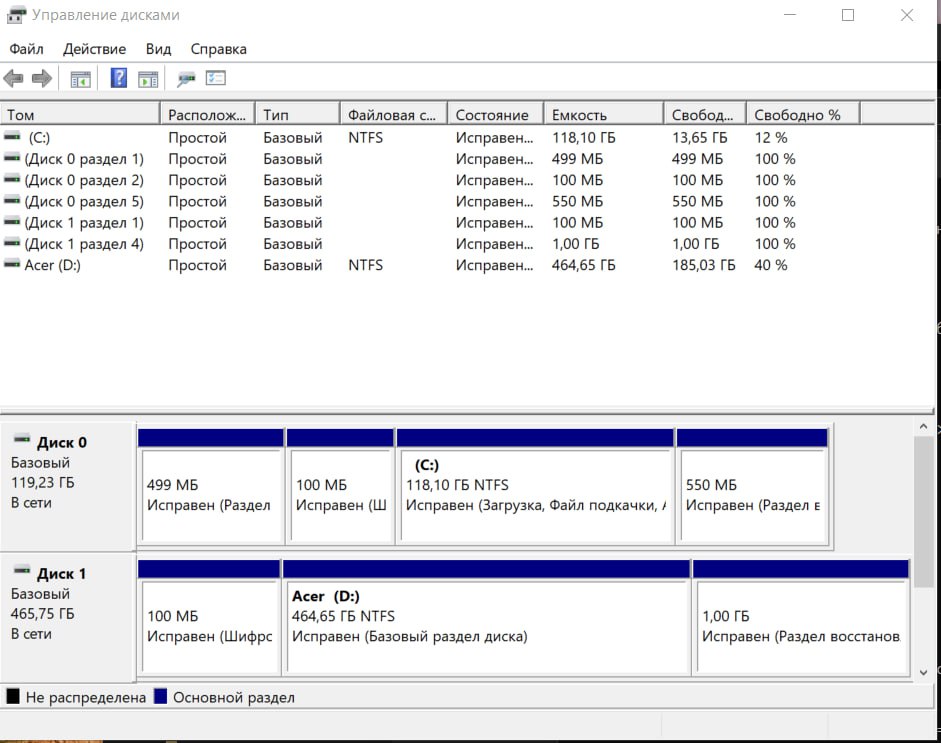 Управление дисками
Файл Действие Вид Справка
Том Располож... Тип Файловая с... Состояние Емкость Свобод... Свободно %
(C:) Простой Базовый NTFS Исправен... 118,10 ГБ 13,65 ГБ 12 %
(Диск 0 раздел 1) Простой Базовый Исправен... 499 МБ 499 МБ 100 %
(Диск 0 раздел 2) Простой Базовый Исправен... 100 МБ 100 МБ 100 %
(Диск 0 раздел 5) Простой Базовый Исправен... 550 МБ 550 МБ 100 %
(Диск 1 раздел 1) Простой Базовый Исправен... 100 МБ 100 МБ 100 %
(Диск 1 раздел 4) Простой Базовый Исправен... 1,00 ГБ 1,00 ГБ 100 %
Acer (D:) Простой Базовый NTFS Исправен... 464,65 ГБ 185,03 ГБ 40 %
Диск 0
Базовый
119,23 ГБ
В сети
499 МБ
Исправен (Раздел
100 МБ
Исправен (Ш
(C:)
118,10 ГБ NTFS
Исправен (Загрузка, Файл подкачки,
550 МБ
Исправен (Раздел в
Диск 1
Базовый
465,75 ГБ
В сети
100 МБ
Исправен (Шифрс
Acer (D:)
464,65 ГБ NTFS
Исправен (Базовый раздел диска)
1,00 ГБ
Исправен (Раздел восстанов
Не распределена Основной раздел